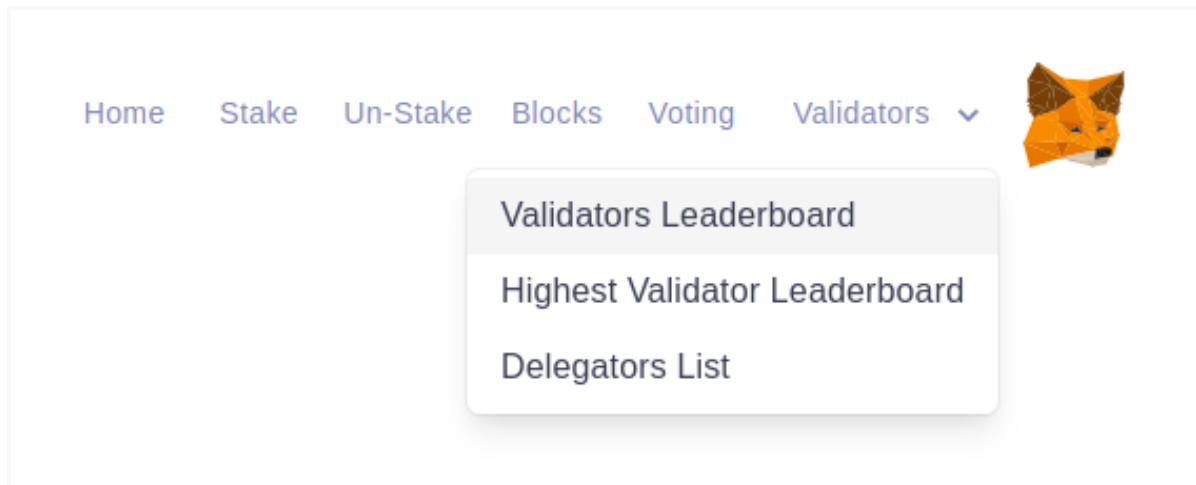 Home Stake Un-Stake Blocks Voting Validators
Validators Leaderboard
Highest Validator Leaderboard
Delegators List